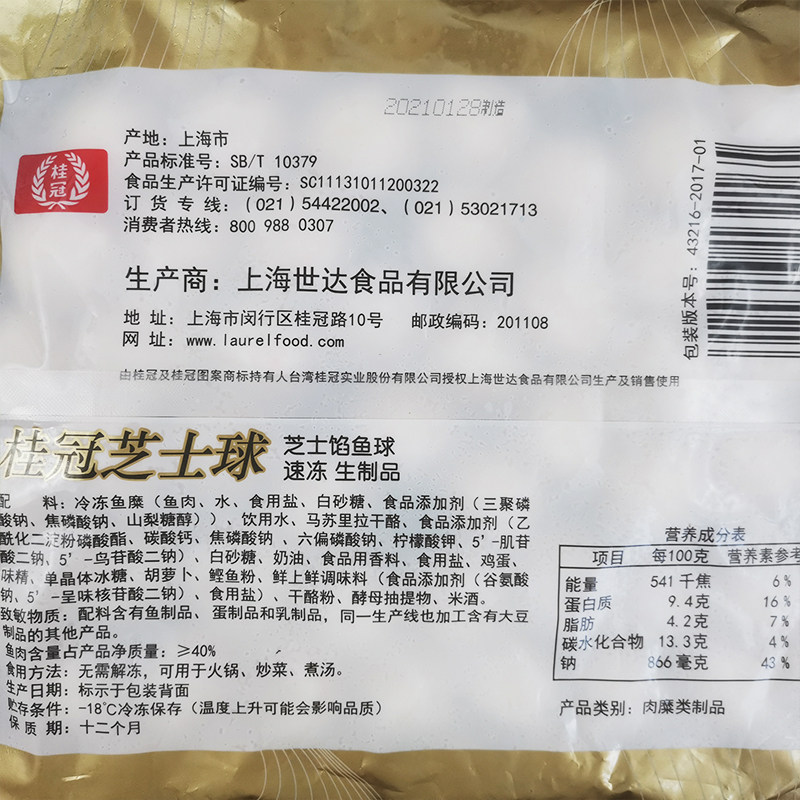 20210128制造
桂冠
产地：上海市
产品标准号：SB/T 10379
食品生产许可证编号：SC11131011200322
订 货 专 线：（021）54422002、（021）53021713
消费者热线：800 988 0307
生产商：上海世达食品有限公司
地 址：上海市闵行区桂冠路10号 邮政编码：201108
网 址：www.laurelfood.com
由桂冠及桂冠图案商标持有人台湾桂冠实业股份有限公司授权上海世达食品有限公司生产及销售使用
包装版本号：43216-2017-01
桂冠芝士球 芝士馅鱼球
速冻 生制品
配 料：冷冻鱼糜（鱼肉、水、食用盐、白砂糖、食品添加剂（三聚磷
酸钠、焦磷酸钠、山梨糖醇））、饮用水、马苏里拉干酪、食品添加剂（乙
酰化二淀粉磷酸酯、碳酸钙、焦磷酸钠 、六偏磷酸钠、柠檬酸钾、5'-肌苷
酸二钠、5'-鸟苷酸二钠）、白砂糖、奶油、食品用香料、食用盐、鸡蛋、
味精、单晶体冰糖、胡萝卜、鲣鱼粉、鲜上鲜调味料（食品添加剂（谷氨酸
钠、5'-呈味核苷酸二钠）、食用盐）、干酪粉、酵母抽提物、米酒。
致敏物质：配料含有鱼制品、蛋制品和乳制品，同一生产线也加工含有大豆
制品的其他产品。
鱼肉含量占产品净质量：≥40%
食用方法：无需解冻，可用于火锅、炒菜、煮汤。
生产日期：标示于包装背面
贮存条件：-18℃冷冻保存（温度上升可能会影响品质）
保 质 期：十二个月
营养成分表
项目 每100克 营养素参考
能量 541 千焦 6%
蛋白质 9.4克 16%
脂肪 4.2克 7%
碳水化合物 13.3克 4%
钠 866 毫克 43%
产品类别：肉糜类制品